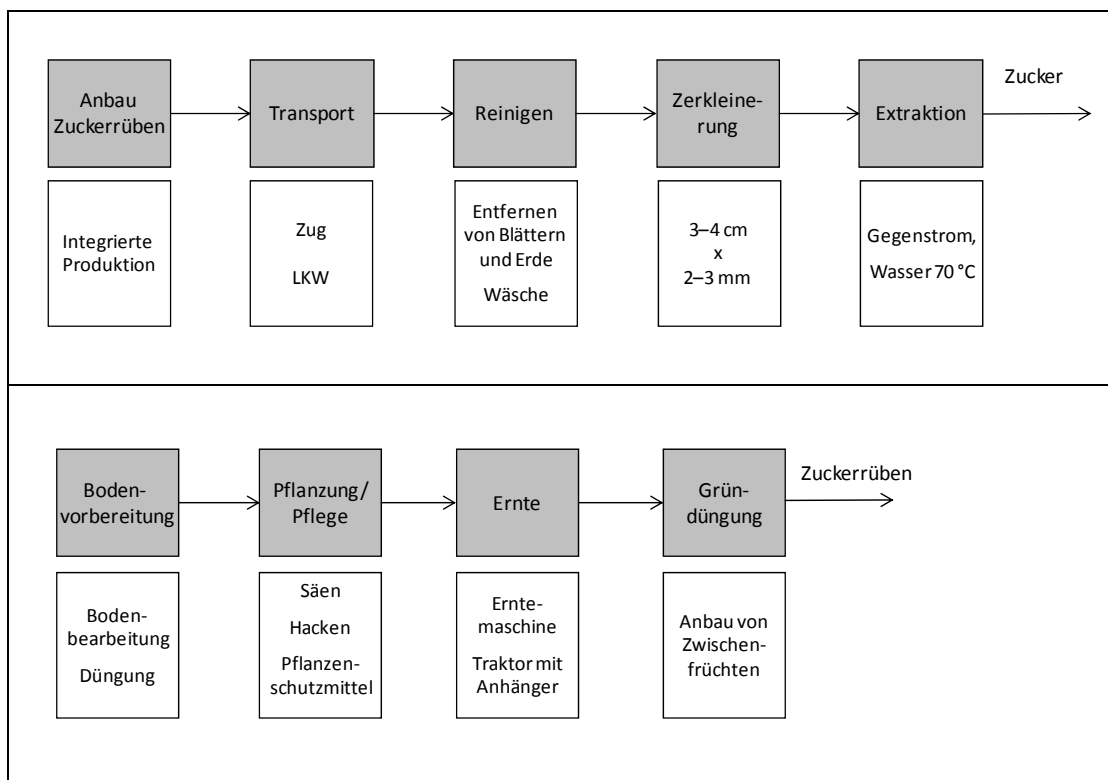 Anbau
Zuckerrüben
Transport
Reinigen
Zerkleine-
rung
Extraktion
Zucker
Integrierte
Produktion
Zug
LKW
Entfernen
von Blättern
und Erde
Wäsche
3–4 cm
x
2–3 mm
Gegenstrom,
Wasser 70 °C
Boden-
vorbereitung
Pflanzung/
Pflege
Ernte
Grün-
düngung
Zuckerrüben
Boden-
bearbeitung
Düngung
Säen
Hacken
Pflanzen-
schutzmittel
Ernte-
maschine
Traktor mit
Anhänger
Anbau von
Zwischen-
früchten